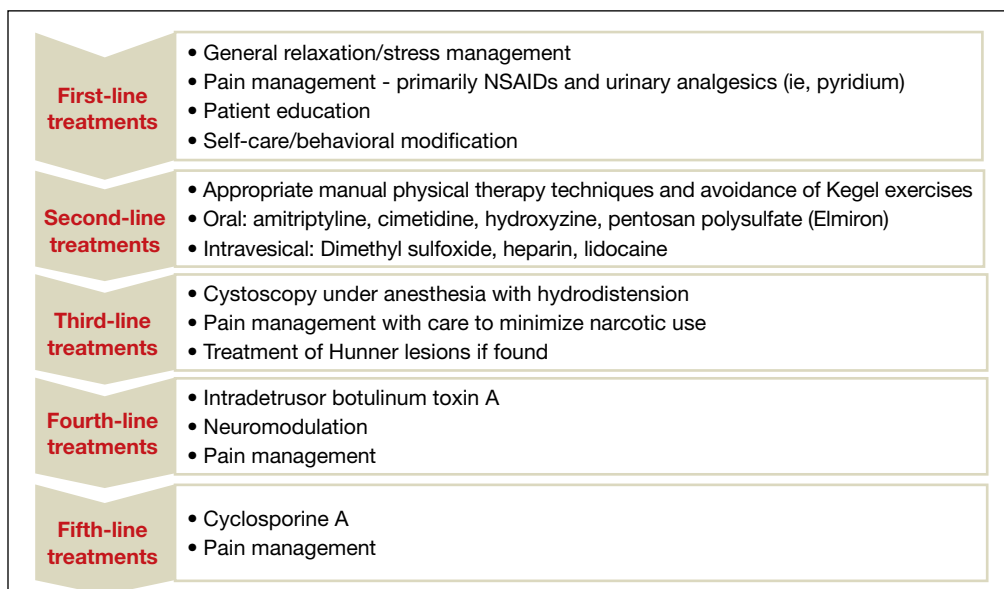 First-line
treatments
• General relaxation/stress management
• Pain management - primarily NSAIDs and urinary analgesics (ie, pyridium)
• Patient education
• Self-care/behavioral modification
Second-line
treatments
• Appropriate manual physical therapy techniques and avoidance of Kegel exercises
• Oral: amitriptyline, cimetidine, hydroxyzine, pentosan polysulfate (Elmiron)
• Intravesical: Dimethyl sulfoxide, heparin, lidocaine
Third-line
treatments
• Cystoscopy under anesthesia with hydrodistension
• Pain management with care to minimize narcotic use
• Treatment of Hunner lesions if found
Fourth-line
treatments
• Intradetrusor botulinum toxin A
• Neuromodulation
• Pain management
Fifth-line
treatments
• Cyclosporine A
• Pain management